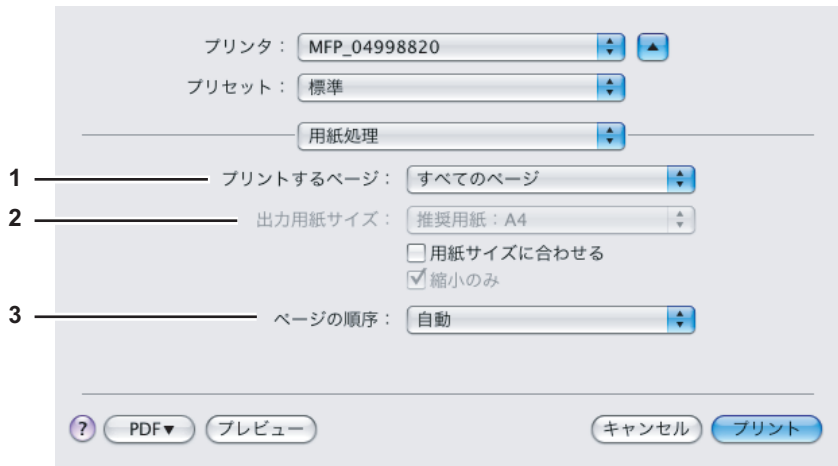 プリンタ： MFP_04998820
プリセット： 標準
用紙処理
1 プリントするページ： すべてのページ
2 出力用紙サイズ： 推奨用紙：A4
用紙サイズに合わせる
縮小のみ
3 ページの順序： 自動
? PDF▼ プレビュー キャンセル プリント